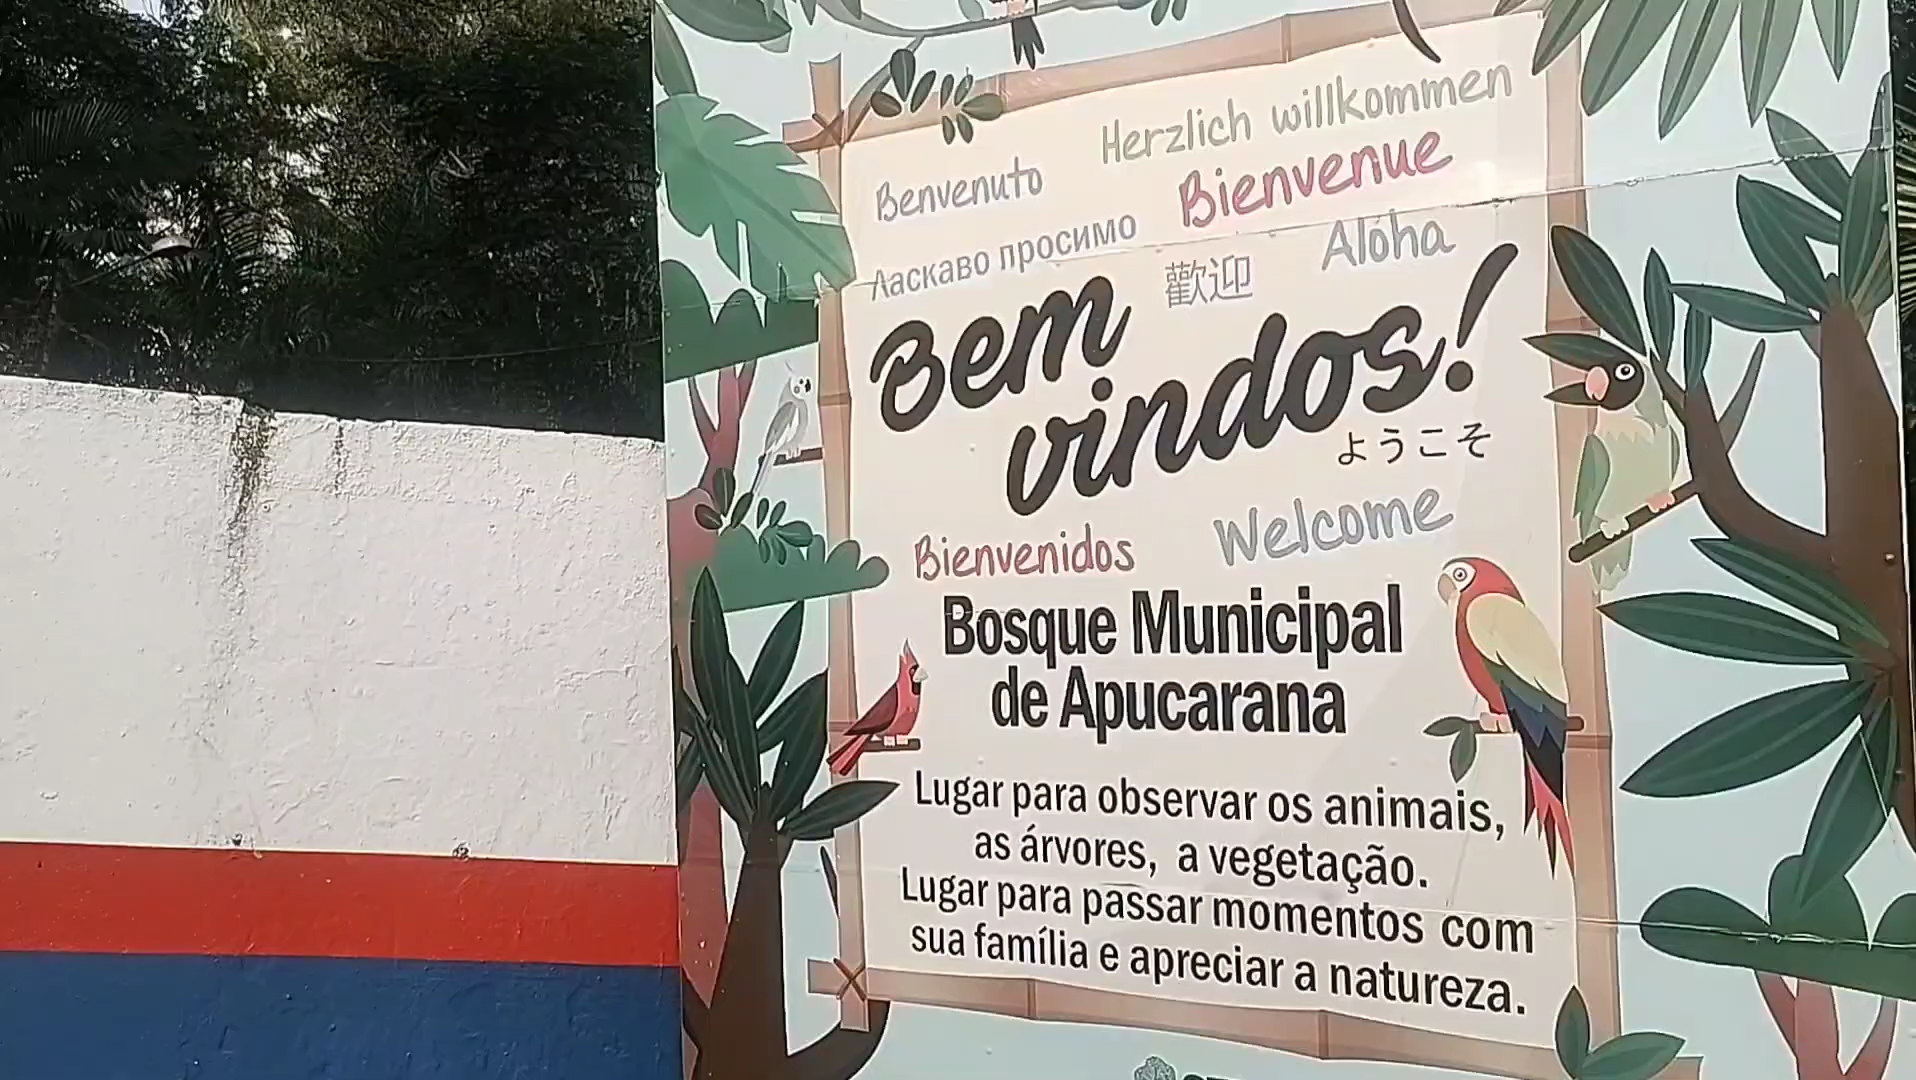 Herzlich willkommen
Benvenuto
Bienvenue
Ласкаво просимо
歡迎
Aloha
Bem
vindos!
ようこそ
Bienvenidos
Welcome
Bosque Municipal
de Apucarana
Lugar para observar os animais,
as árvores, a vegetação.
Lugar para passar momentos com
sua família e apreciar a natureza.